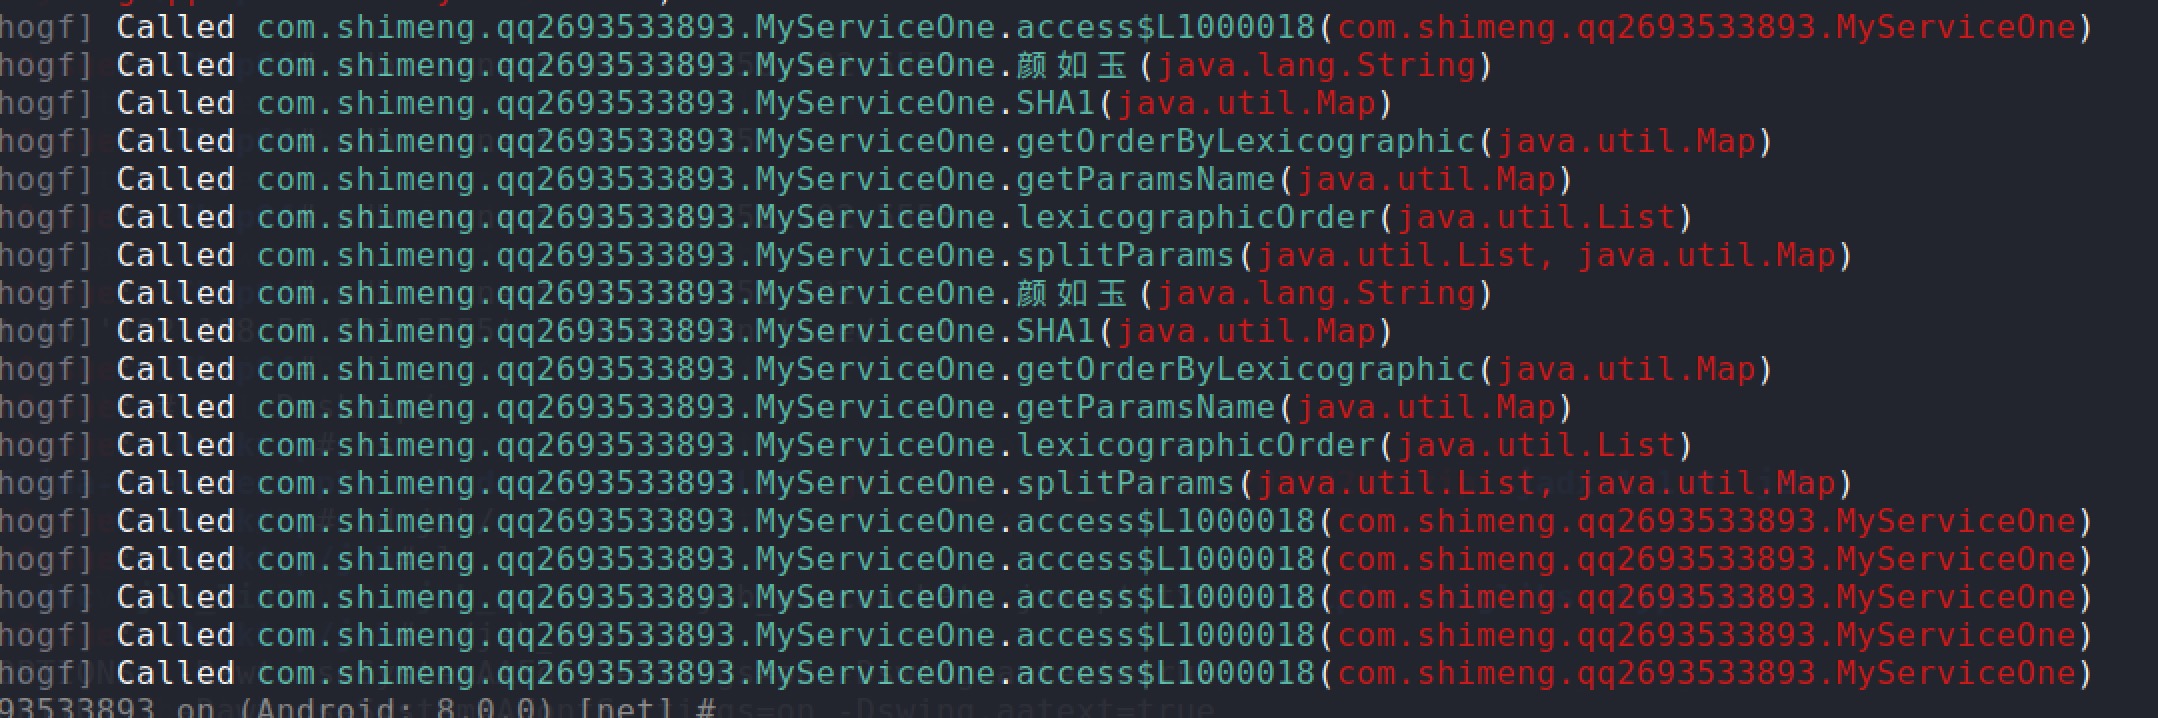 hogf] Called com.shimeng.qq2693533893.MyServiceOne.access$L1000018(com.shimeng.qq2693533893.MyServiceOne)
hogf] Called com.shimeng.qq2693533893.MyServiceOne.颜如玉(java.lang.String)
hogf] Called com.shimeng.qq2693533893.MyServiceOne.SHA1(java.util.Map)
hogf] Called com.shimeng.qq2693533893.MyServiceOne.getOrderByLexicographic(java.util.Map)
hogf] Called com.shimeng.qq2693533893.MyServiceOne.getParamsName(java.util.Map)
hogf] Called com.shimeng.qq2693533893.MyServiceOne.lexicographicOrder(java.util.List)
hogf] Called com.shimeng.qq2693533893.MyServiceOne.splitParams(java.util.List, java.util.Map)
hogf] Called com.shimeng.qq2693533893.MyServiceOne.颜如玉(java.lang.String)
hogf] Called com.shimeng.qq2693533893.MyServiceOne.SHA1(java.util.Map)
hogf] Called com.shimeng.qq2693533893.MyServiceOne.getOrderByLexicographic(java.util.Map)
hogf] Called com.shimeng.qq2693533893.MyServiceOne.getParamsName(java.util.Map)
hogf] Called com.shimeng.qq2693533893.MyServiceOne.lexicographicOrder(java.util.List)
hogf] Called com.shimeng.qq2693533893.MyServiceOne.splitParams(java.util.List, java.util.Map)
hogf] Called com.shimeng.qq2693533893.MyServiceOne.access$L1000018(com.shimeng.qq2693533893.MyServiceOne)
hogf] Called com.shimeng.qq2693533893.MyServiceOne.access$L1000018(com.shimeng.qq2693533893.MyServiceOne)
hogf] Called com.shimeng.qq2693533893.MyServiceOne.access$L1000018(com.shimeng.qq2693533893.MyServiceOne)
hogf] Called com.shimeng.qq2693533893.MyServiceOne.access$L1000018(com.shimeng.qq2693533893.MyServiceOne)
hogf] Called com.shimeng.qq2693533893.MyServiceOne.access$L1000018(com.shimeng.qq2693533893.MyServiceOne)
93533893 on (Android: 8.0.0) [net] #